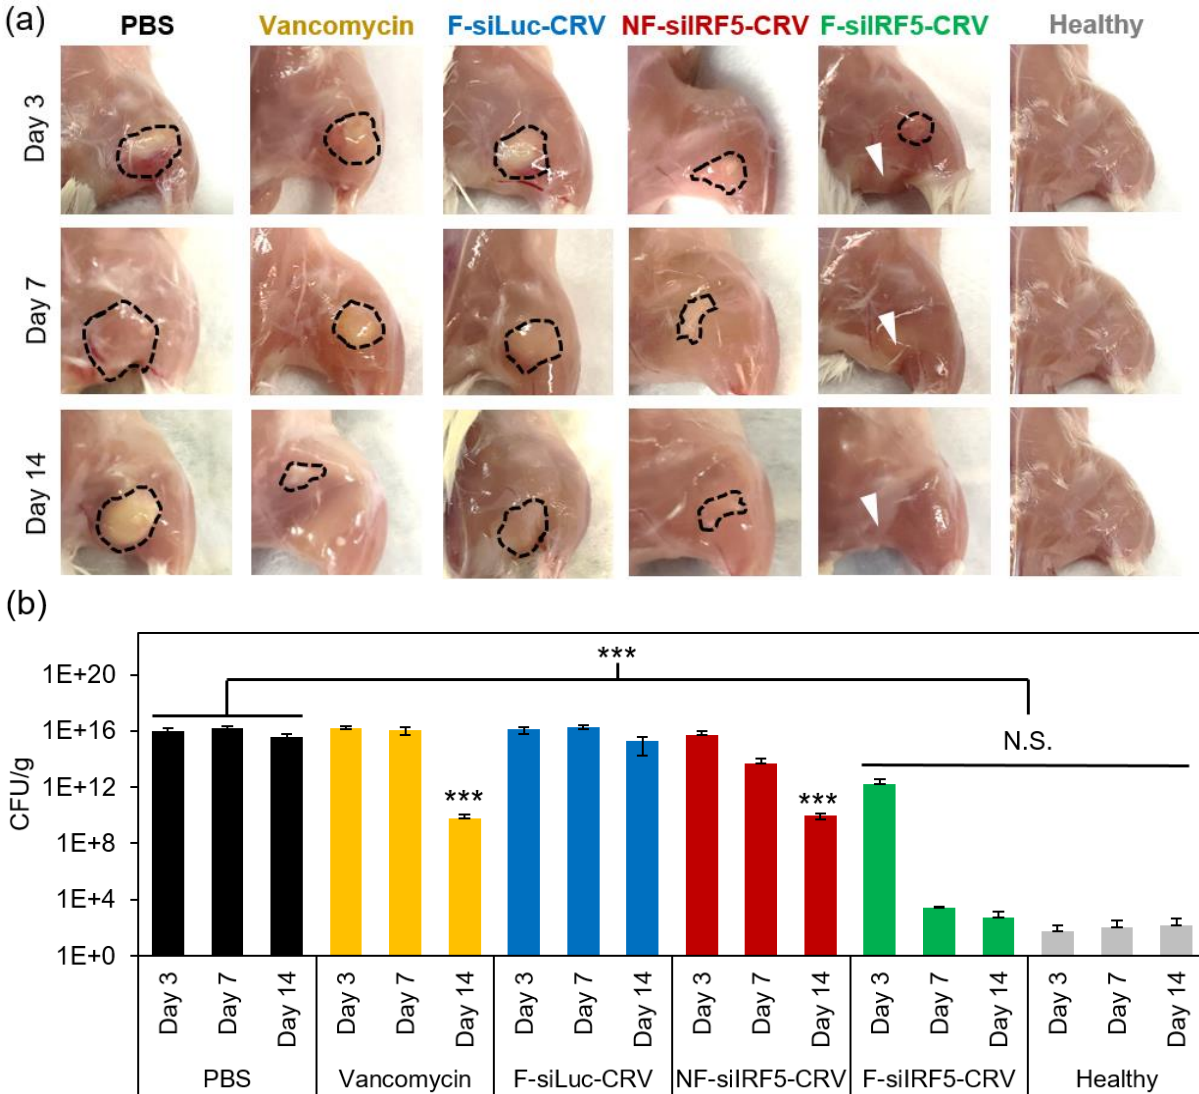 (a)
PBS Vancomycin F-siLuc-CRV NF-siIRF5-CRV F-siIRF5-CRV Healthy
Day 3
Day 7
Day 14
(b)
***
1E+20
1E+16
N.S.
1E+12
*** ***
1E+8
1E+4
1E+0
CFU/g
Day 3 Day 7 Day 14 Day 3 Day 7 Day 14 Day 3 Day 7 Day 14 Day 3 Day 7 Day 14 Day 3 Day 7 Day 14 Day 3 Day 7 Day 14
PBS Vancomycin F-siLuc-CRV NF-siIRF5-CRV F-siIRF5-CRV Healthy